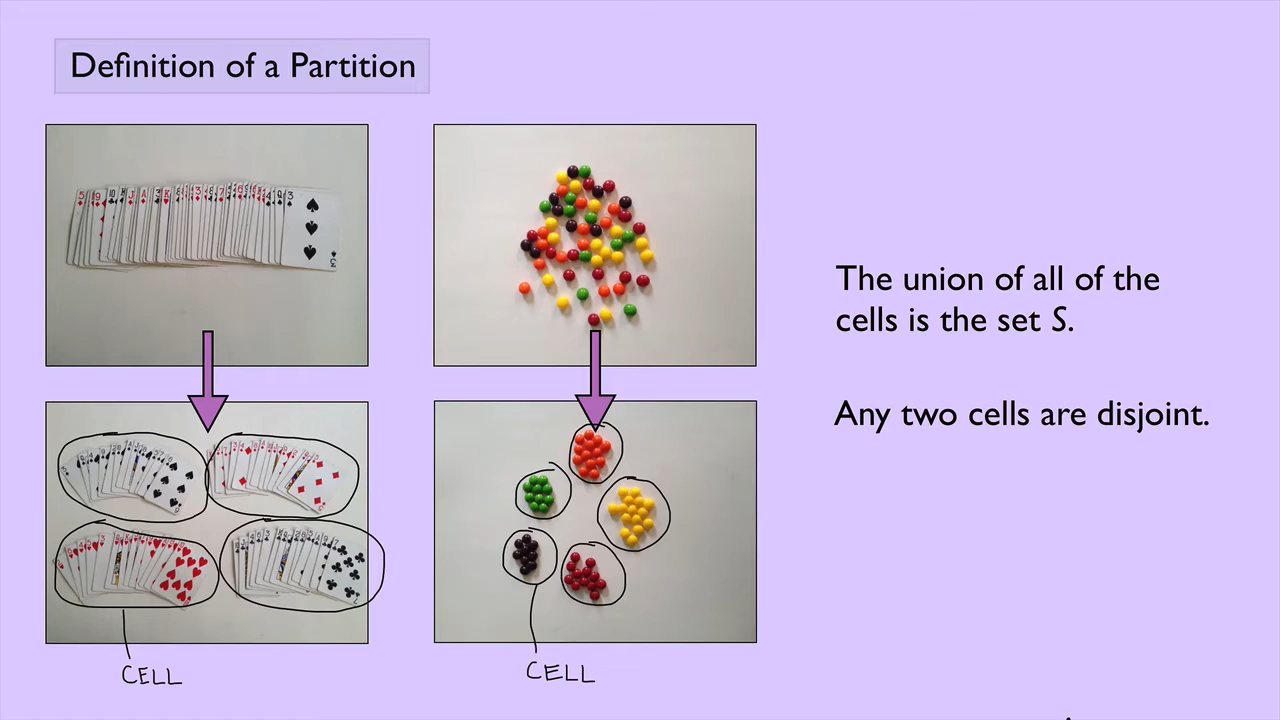 Definition of a Partition
The union of all of the
cells is the set S.
Any two cells are disjoint.
CELL
CELL